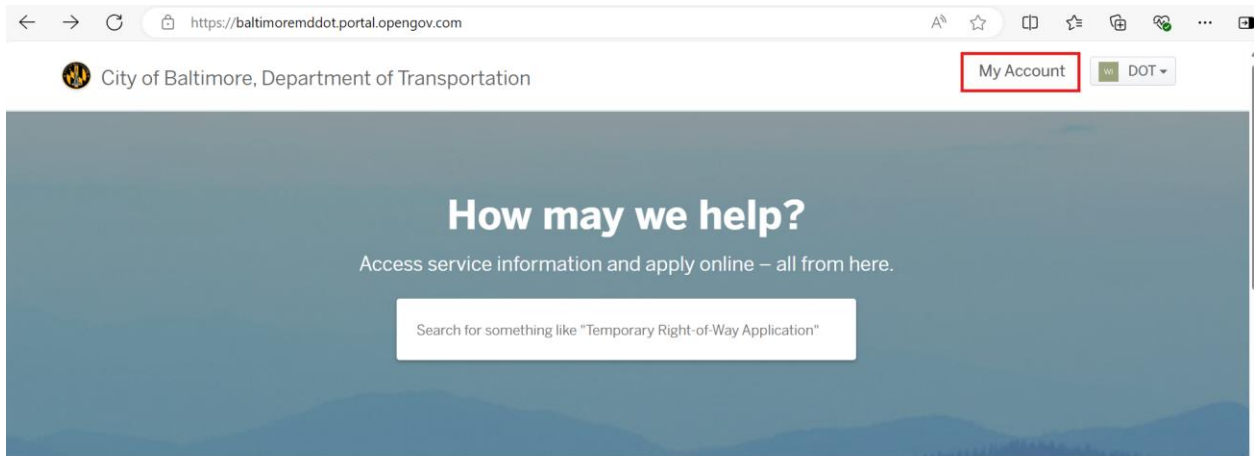 https://baltimoremddot.portal.opengov.com
City of Baltimore, Department of Transportation
My Account
WI DOT
How may we help?
Access service information and apply online – all from here.
Search for something like "Temporary Right-of-Way Application"